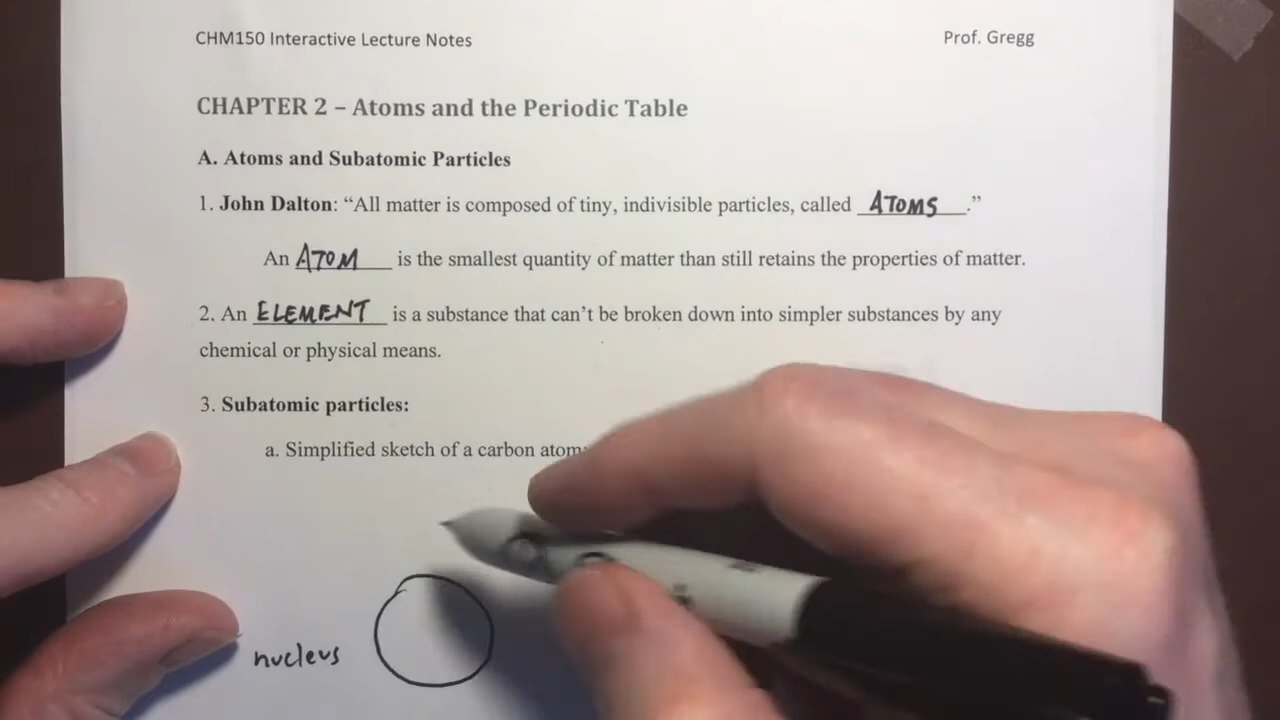 CHM150 Interactive Lecture Notes Prof. Gregg
CHAPTER 2 – Atoms and the Periodic Table
A. Atoms and Subatomic Particles
1. John Dalton: “All matter is composed of tiny, indivisible particles, called ATOMS.”
An ATOM is the smallest quantity of matter than still retains the properties of matter.
2. An ELEMENT is a substance that can’t be broken down into simpler substances by any
chemical or physical means.
3. Subatomic particles:
a. Simplified sketch of a carbon atom:
nucleus